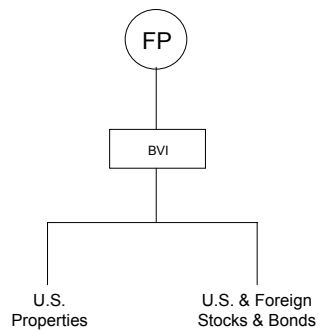 FP
BVI
U.S.
Properties
U.S. & Foreign
Stocks & Bonds